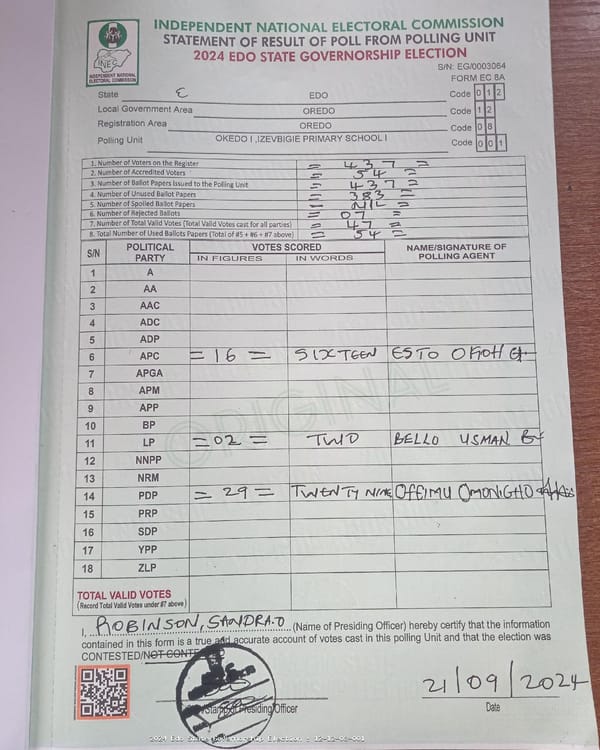 INDEPENDENT NATIONAL ELECTORAL COMMISSION
STATEMENT OF RESULT OF POLL FROM POLLING UNIT
2024 EDO STATE GOVERNORSHIP ELECTION
INEC
INDEPENDENT NATIONAL ELECTORAL COMMISSION
S/N: EG/0003064
FORM EC 8A
State EDO Code 0 1 2
Local Government Area OREDO Code 1 2
Registration Area OREDO Code 0 8
Polling Unit OKEDO I ,IZEVBIGIE PRIMARY SCHOOL I Code 0 0 1
1. Number of Voters on the Register = 437 =
2. Number of Accredited Voters = 54 =
3. Number of Ballot Papers Issued to the Polling Unit = 437 =
4. Number of Unused Ballot Papers = 383 =
5. Number of Spoiled Ballot Papers = NIL =
6. Number of Rejected Ballots = 07 =
7. Number of Total Valid Votes (Total Valid Votes cast for all parties) = 47 =
8. Total Number of Used Ballots Papers (Total of #5 + #6 + #7 above) = 54 =
S/N POLITICAL PARTY VOTES SCORED NAME/SIGNATURE OF POLLING AGENT
IN FIGURES IN WORDS
1 A
2 AA
3 AAC
4 ADC
5 ADP
6 APC = 16 = SIXTEEN ESTO OKOH
7 APGA
8 APM
9 APP
10 BP
11 LP = 02 = TWO BELLO USMAN
12 NNPP
13 NRM
14 PDP = 29 = TWENTY NINE OFFIMU OMONIGHO
15 PRP
16 SDP
17 YPP
18 ZLP
ORIGINAL
TOTAL VALID VOTES
(Record Total Valid Votes under #7 above)
I, ROBINSON, SANDRA.O (Name of Presiding Officer) hereby certify that the information
contained in this form is a true and accurate account of votes cast in this polling Unit and that the election was
CONTESTED/NOT CONTE
21/09/2024
Presiding Officer
Date
2024 Edo State Governorship Election : 12-12-08-001